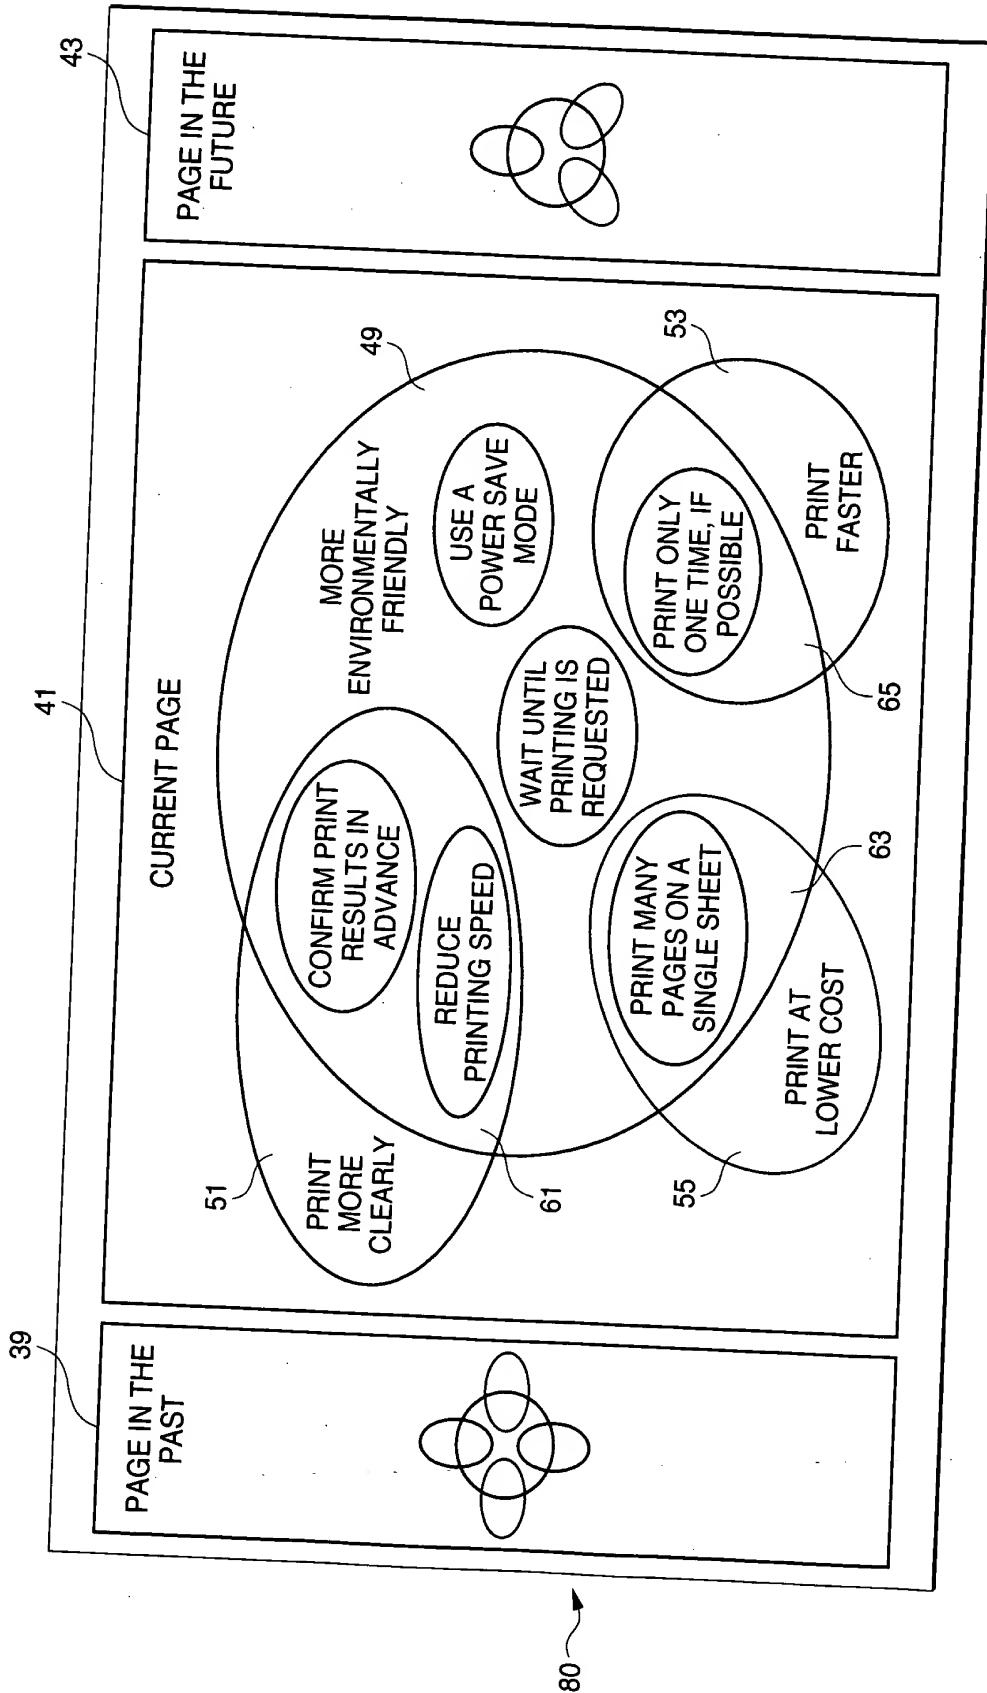 39
41
43
PAGE IN THE
PAST
CURRENT PAGE
PAGE IN THE
FUTURE
51
PRINT
MORE
CLEARLY
61
CONFIRM PRINT
RESULTS IN
ADVANCE
REDUCE
PRINTING SPEED
MORE
ENVIRONMENTALLY
FRIENDLY
49
USE A
POWER SAVE
MODE
WAIT UNTIL
PRINTING IS
REQUESTED
PRINT MANY
PAGES ON A
SINGLE SHEET
PRINT AT
LOWER COST
55
63
PRINT ONLY
ONE TIME, IF
POSSIBLE
PRINT
FASTER
53
65
80